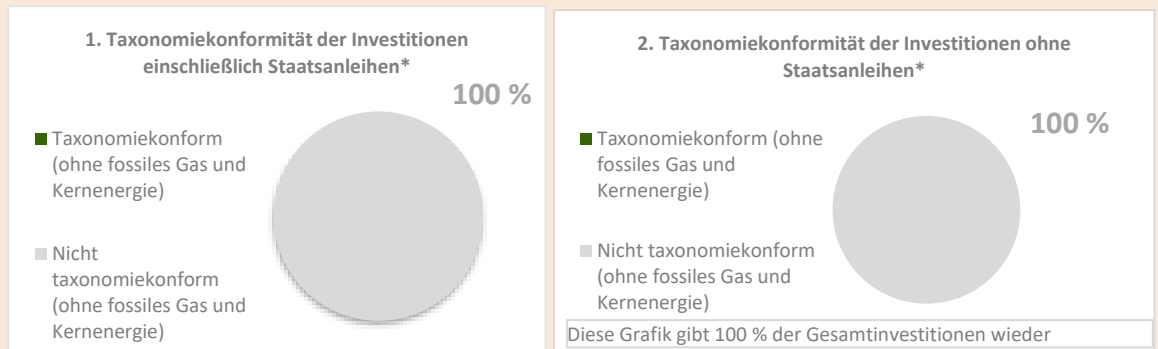 1. Taxonomiekonformität der Investitionen
einschließlich Staatsanleihen*
100 %
Taxonomiekonform
(ohne fossiles Gas und
Kernenergie)
Nicht
taxonomiekonform
(ohne fossiles Gas und
Kernenergie)
2. Taxonomiekonformität der Investitionen ohne
Staatsanleihen*
100 %
Taxonomiekonform (ohne
fossiles Gas und
Kernenergie)
Nicht taxonomiekonform
(ohne fossiles Gas und
Kernenergie)
Diese Grafik gibt 100 % der Gesamtinvestitionen wieder